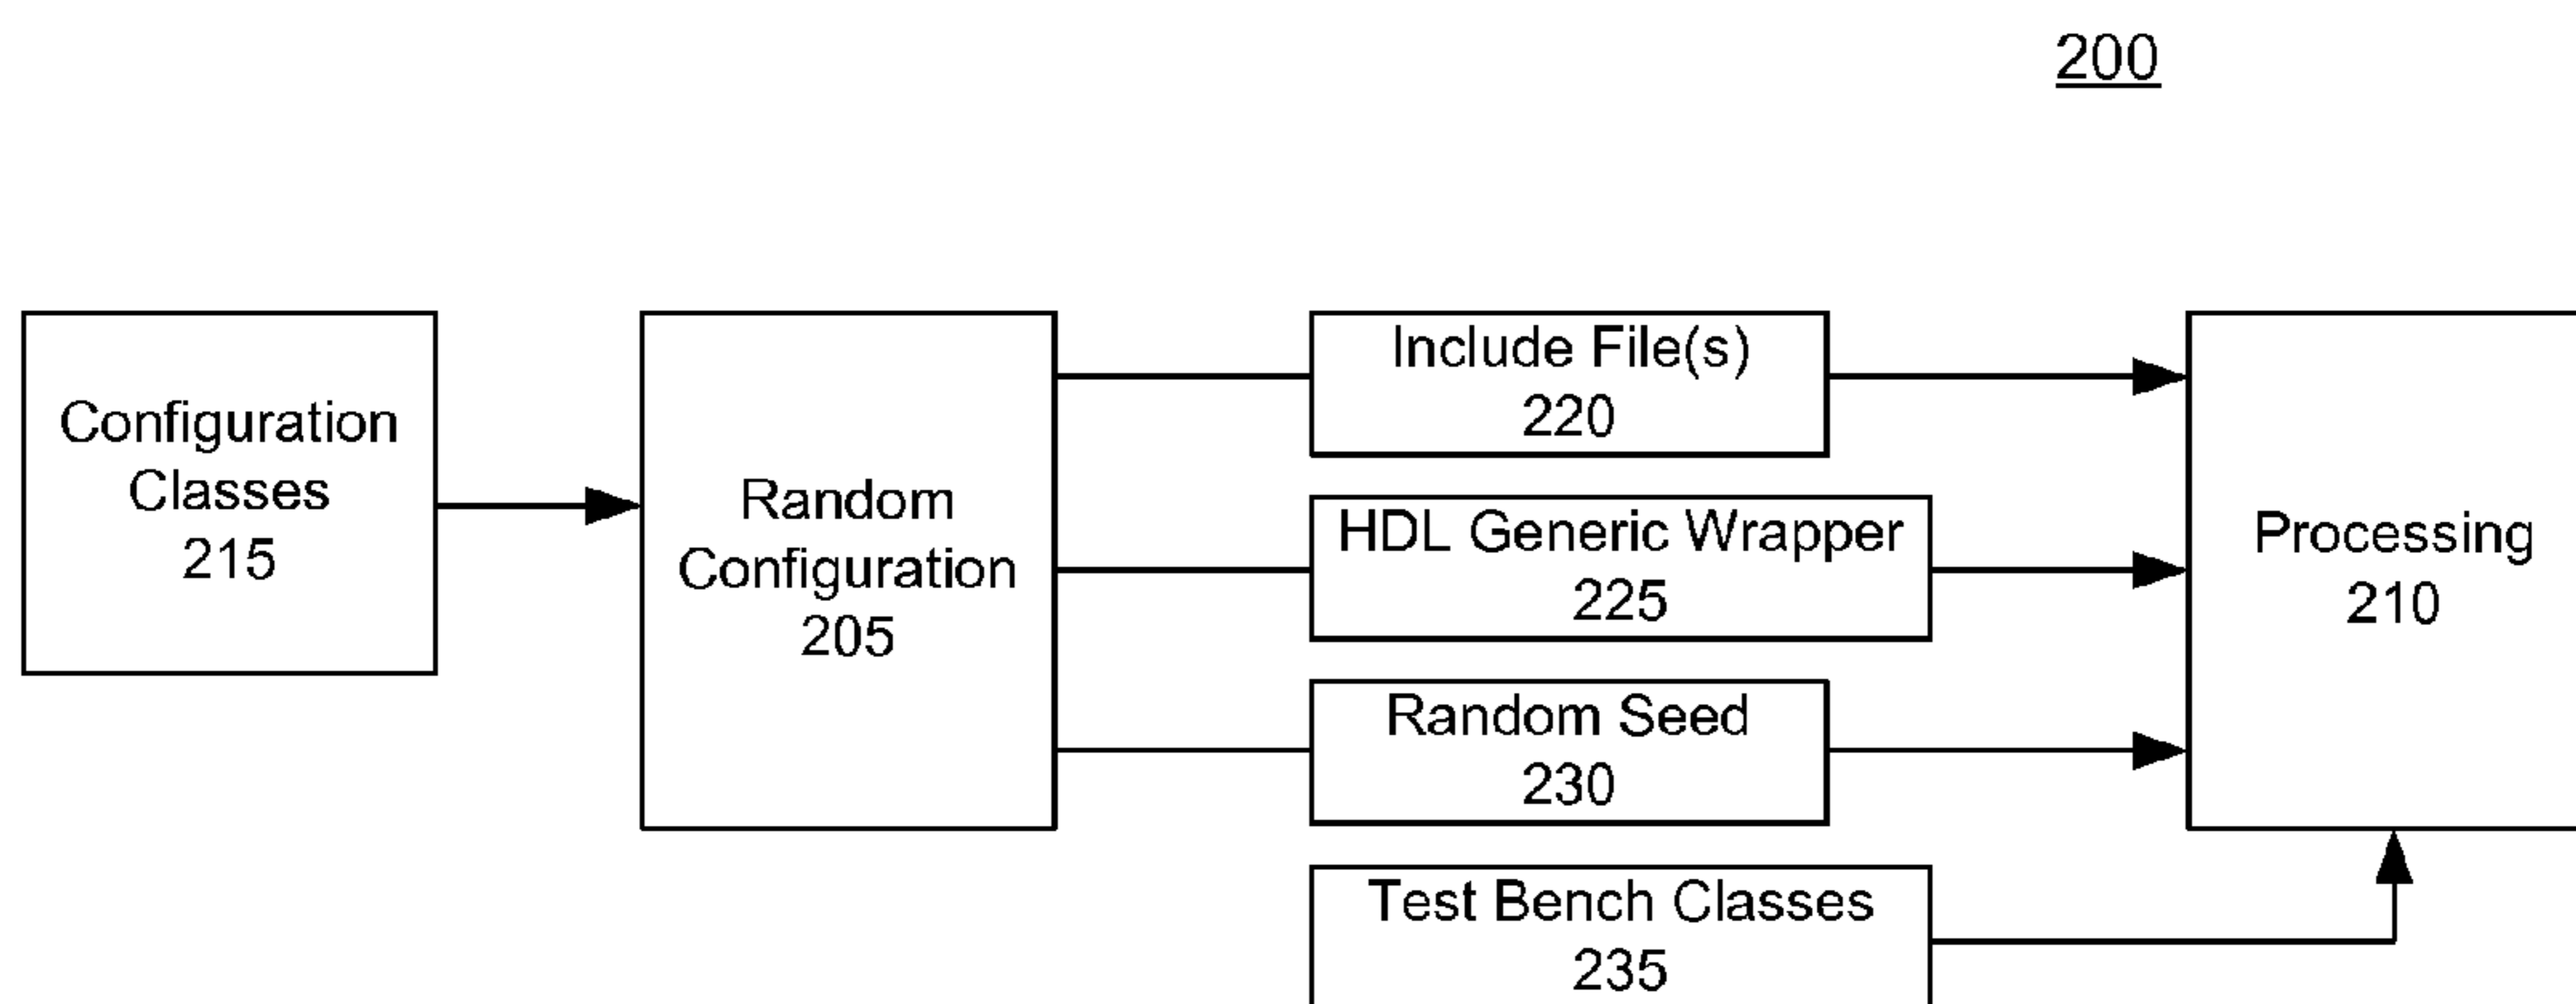 200
Configuration
Classes
215
Random
Configuration
205
Include File(s)
220
HDL Generic Wrapper
225
Random Seed
230
Test Bench Classes
235
Processing
210